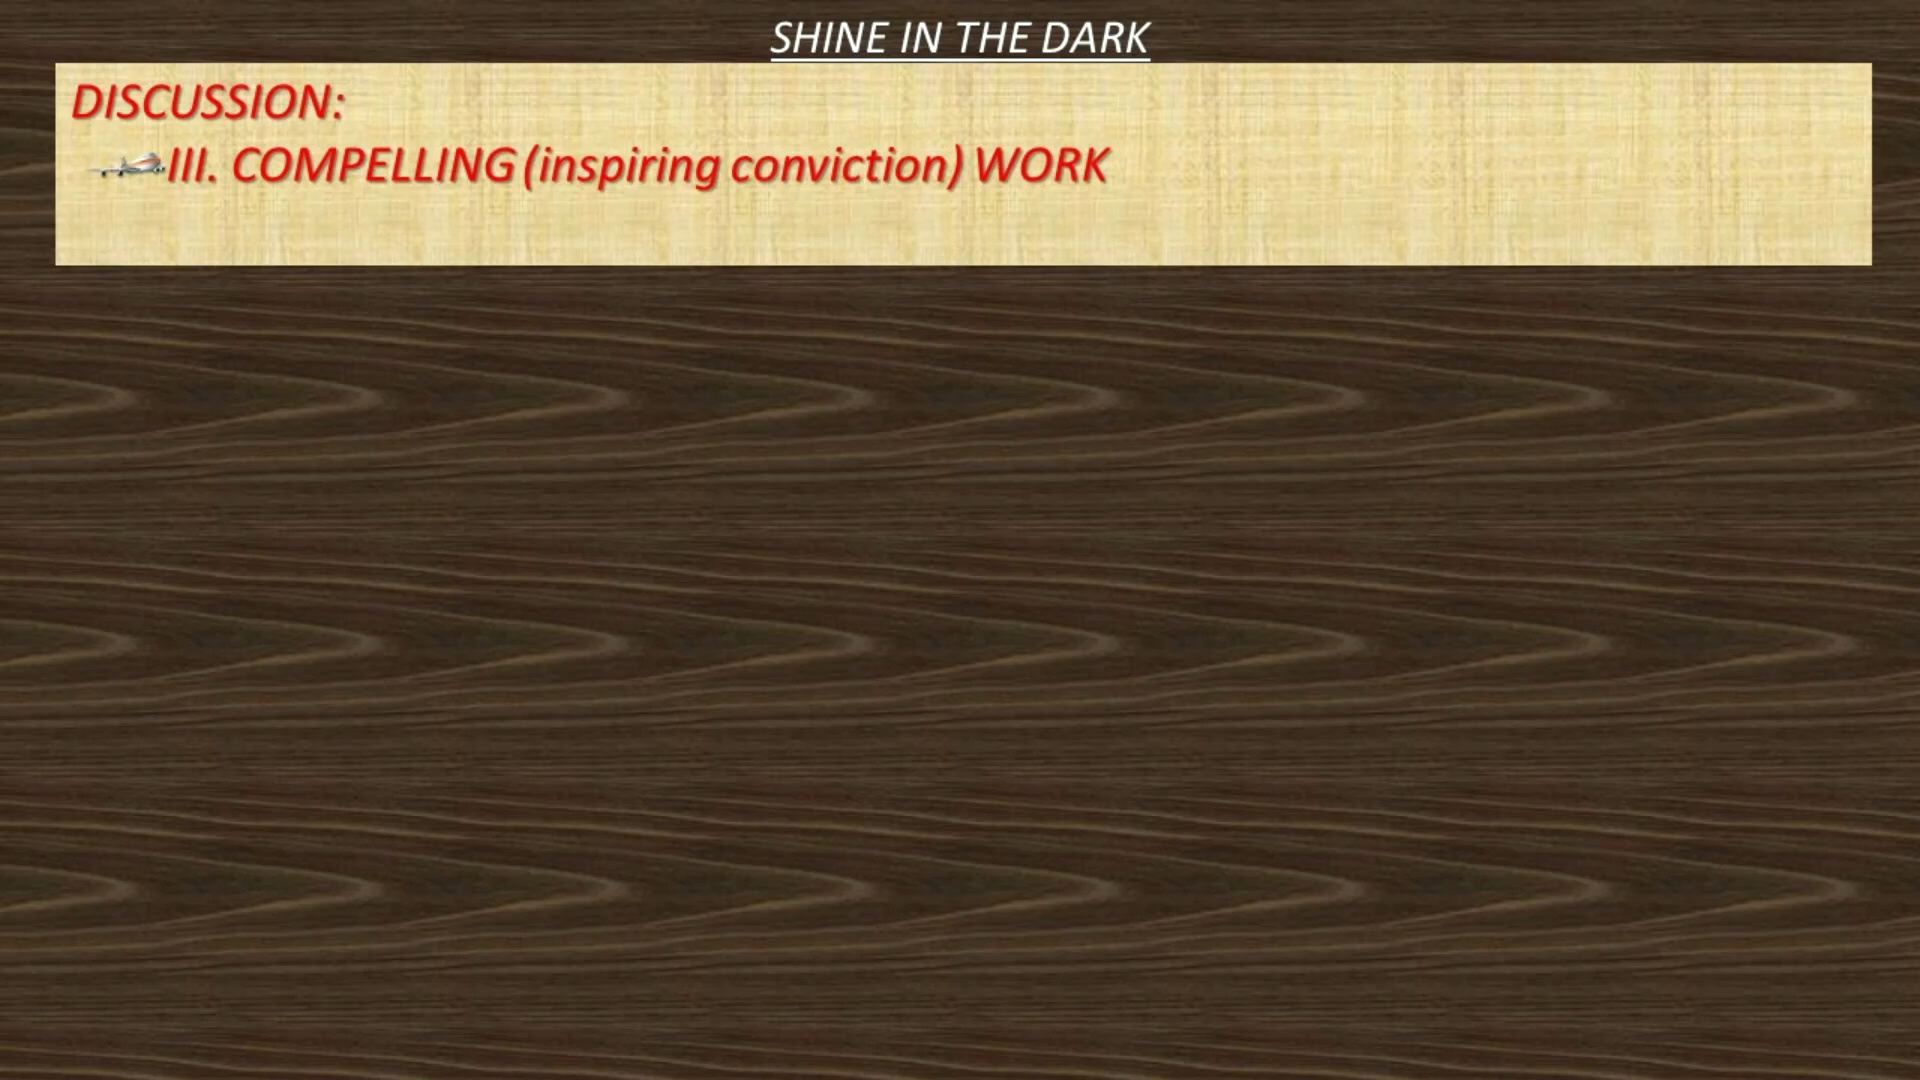 SHINE IN THE DARK
DISCUSSION:
III. COMPELLING (inspiring conviction) WORK